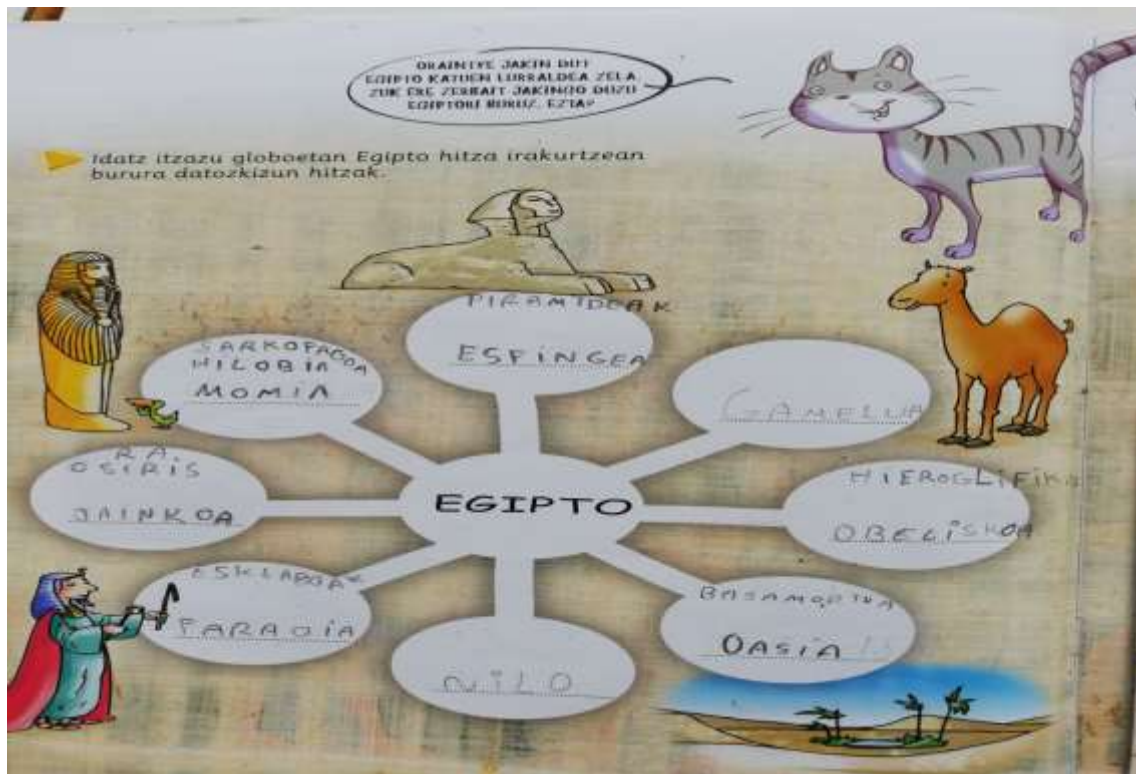 ORAINTXE JAKIN DUT
EGIPTO KATUEN LURRALDEA ZELA
ZUK ERE ZERBAIT JAKINGO DUZU
EGIPTORI BURUZ, EZTA?
Idatz itzazu globoetan Egipto hitza irakurtzean
burura datozkizun hitzak.
PIRAMIDEAK
ESFINGEA
SARKOFAGOA
HILOBIA
MOMIA
GAMELUA
RA,
OSIRIS
JAINKOA
EGIPTO
HIEROGLIFIKO
OBELISKOA
ESKLABOAK
FARAOIA
BASAMORTUA
OASIA
NILO